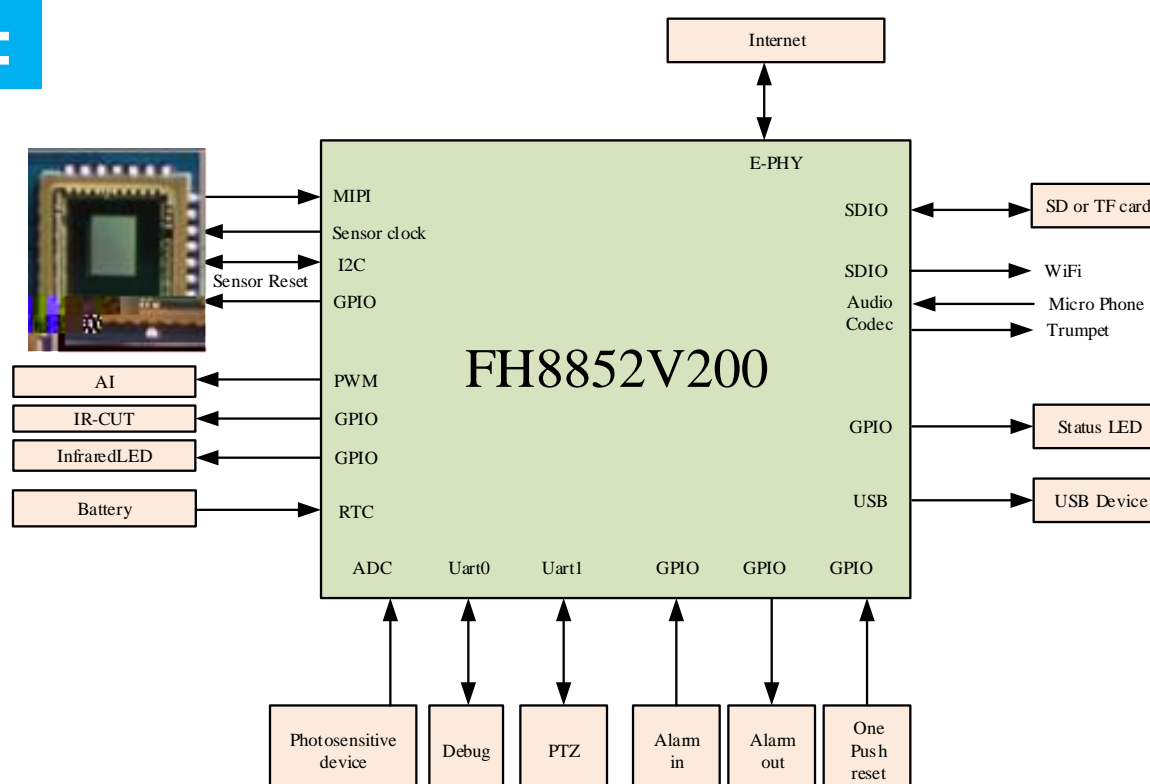 Internet
E-PHY
MIPI
SDIO
SD or TF card
Sensor clock
I2C
SDIO
WiFi
Sensor Reset
GPIO
Audio
Codec
Micro Phone
Trumpet
FH8852V200
AI
PWM
IR-CUT
GPIO
GPIO
Status LED
InfraredLED
GPIO
Battery
RTC
USB
USB Device
ADC
Uart0
Uart1
GPIO
GPIO
GPIO
Photosensitive
device
Debug
PTZ
Alarm
in
Alarm
out
One
Push
reset